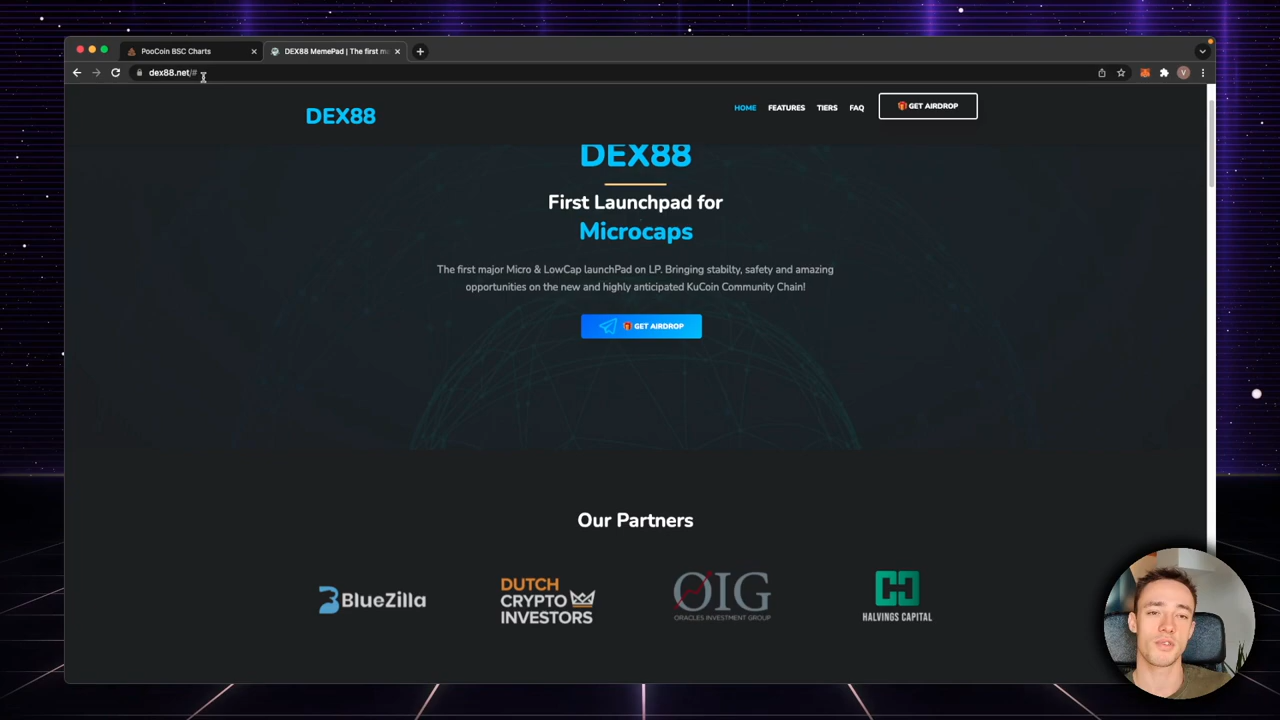 PooCoin BSC Charts
DEX88 MemePad | The first m
dex88.net/#
V
DEX88
HOME
FEATURES
TIERS
FAQ
GET AIRDROP
DEX88
First Launchpad for
Microcaps
The first major Micro & LowCap launchPad on LP. Bringing stabilty, safety and amazing
opportunities on the new and highly anticipated KuCoin Community Chain!
GET AIRDROP
Our Partners
BlueZilla
DUTCH
CRYPTO
INVESTORS
OIG
ORACLES INVESTMENT GROUP
HALVINGS CAPITAL